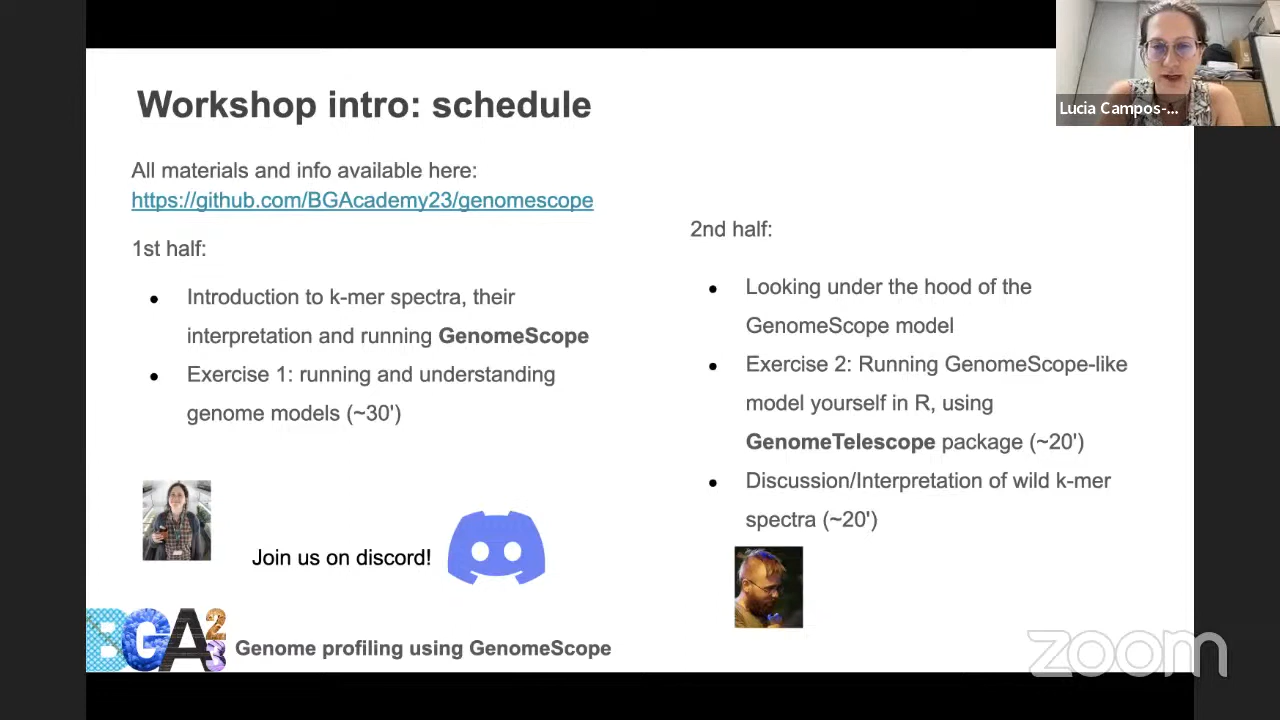 Workshop intro: schedule
All materials and info available here:
https://github.com/BGAcademy23/genomescope
1st half:
● Introduction to k-mer spectra, their
interpretation and running GenomeScope
● Exercise 1: running and understanding
genome models (~30')
2nd half:
● Looking under the hood of the
GenomeScope model
● Exercise 2: Running GenomeScope-like
model yourself in R, using
GenomeTelescope package (~20')
● Discussion/Interpretation of wild k-mer
spectra (~20')
Join us on discord!
BGA23
Genome profiling using GenomeScope
Lucia Campos-...
zoom